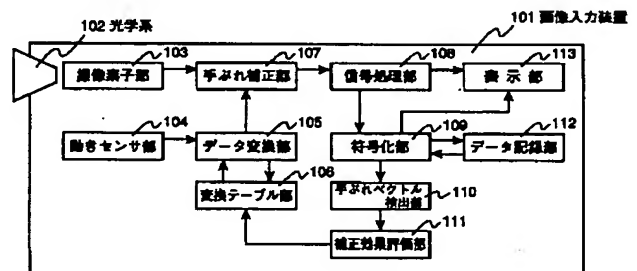 102 光学系
101 画像入力装置
103
107
108
113
撮像素子部
手ぶれ補正部
信号処理部
表示部
104
105
109
112
動きセンサ部
データ変換部
符号化部
データ記録部
106
変換テーブル部
手ぶれベクトル
検出部
110
111
補正効果評価部